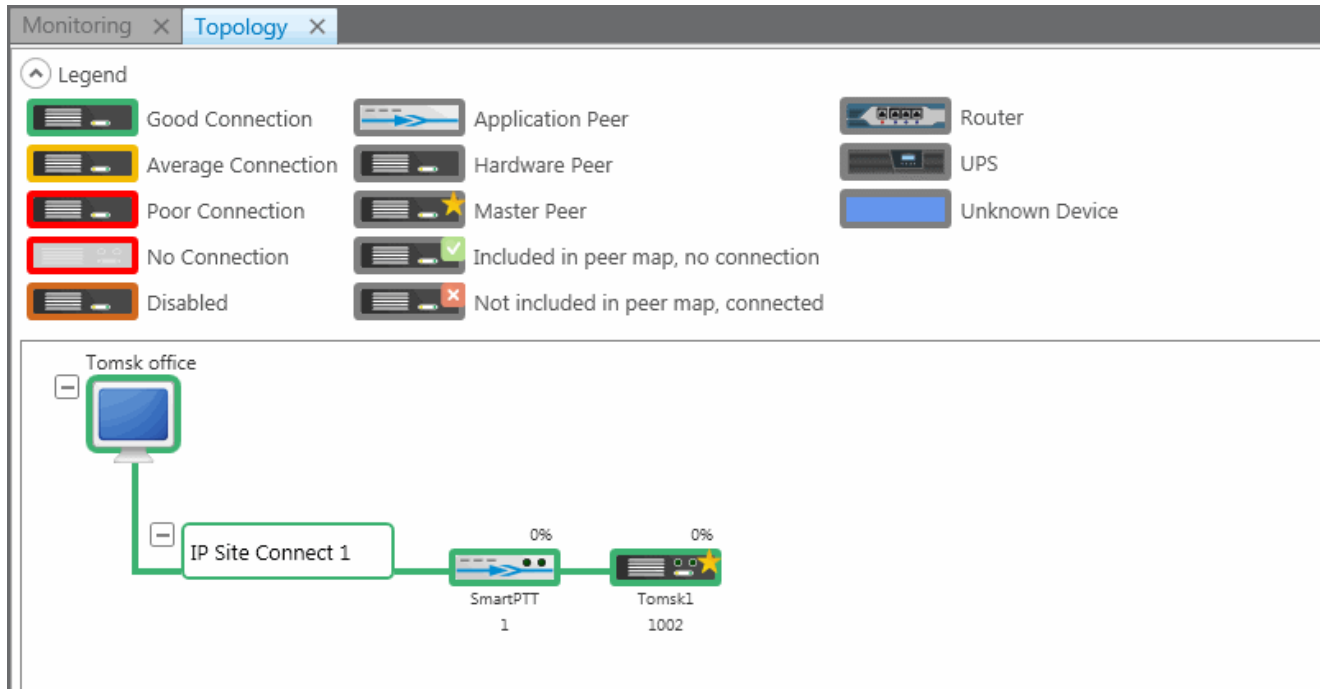 Monitoring Topology
Legend
Good Connection Application Peer Router
Average Connection Hardware Peer UPS
Poor Connection Master Peer Unknown Device
No Connection Included in peer map, no connection
Disabled Not included in peer map, connected
Tomsk office
IP Site Connect 1
0% 0%
SmartPTT Tomsk1
1 1002